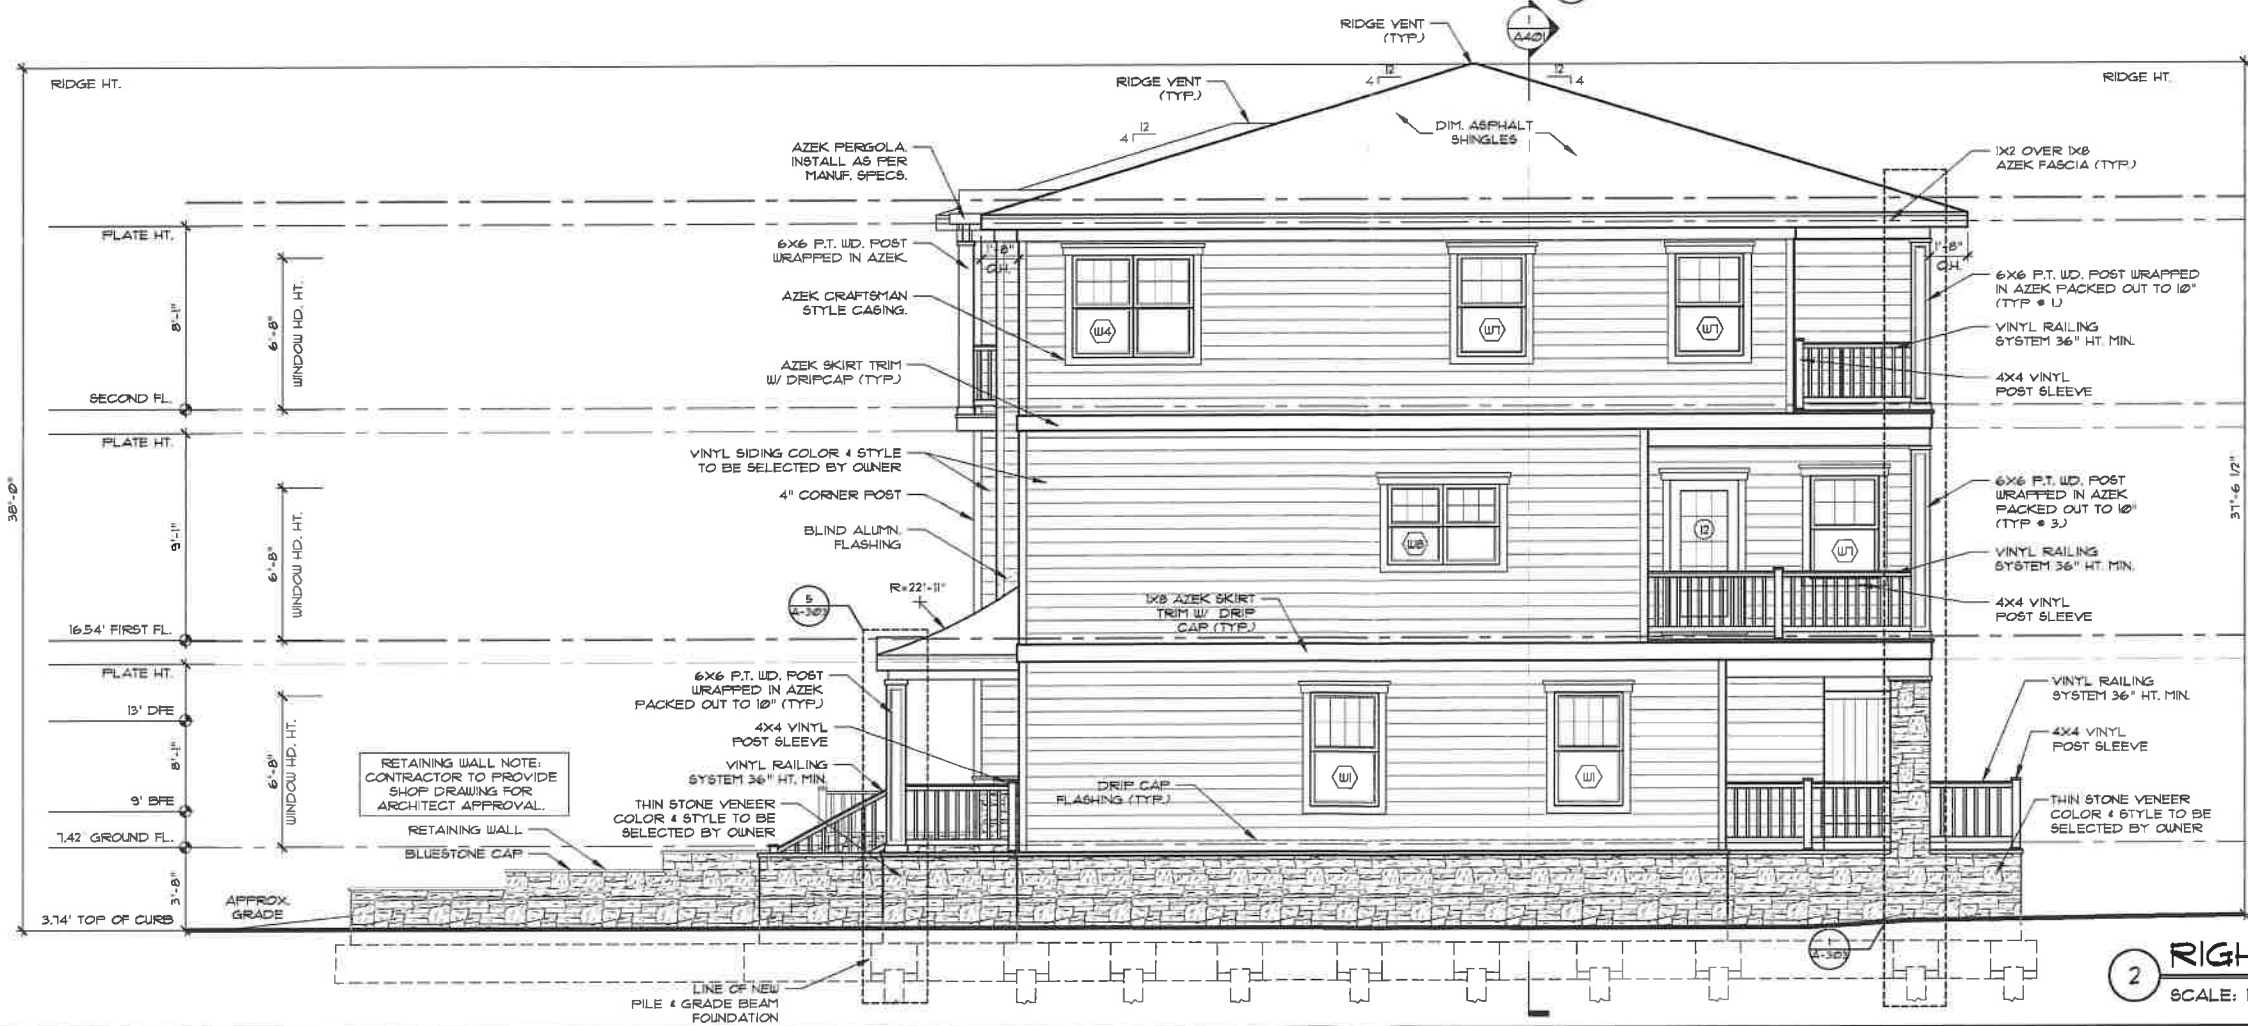 RIDGE VENT
(TYP.)
1
A401
RIDGE HT.
RIDGE VENT
(TYP.)
12
4
12
4
RIDGE HT.
12
4
DIM. ASPHALT
SHINGLES
AZEK PERGOLA.
INSTALL AS PER
MANUF. SPECS.
1X2 OVER 1X8
AZEK FASCIA (TYP.)
PLATE HT.
6X6 P.T. WD. POST
WRAPPED IN AZEK.
1'-8"
O.H.
1'-8"
O.H.
6X6 P.T. WD. POST WRAPPED
IN AZEK PACKED OUT TO 10"
(TYP @ 1.)
8'-1"
6'-8"
WINDOW HD. HT.
AZEK CRAFTSMAN
STYLE CASING.
W4
W7
W7
VINYL RAILING
SYSTEM 36" HT. MIN.
AZEK SKIRT TRIM
W/ DRIPCAP (TYP.)
4X4 VINYL
POST SLEEVE
SECOND FL.
PLATE HT.
VINYL SIDING COLOR & STYLE
TO BE SELECTED BY OWNER
38'-0"
37'-6 1/2"
4" CORNER POST
6X6 P.T. WD. POST
WRAPPED IN AZEK
PACKED OUT TO 10"
(TYP @ 3.)
9'-1"
6'-8"
WINDOW HD. HT.
BLIND ALUMN.
FLASHING
W8
12
W7
VINYL RAILING
SYSTEM 36" HT. MIN.
R=22'-11"
5
A-303
1X8 AZEK SKIRT
TRIM W/ DRIP
CAP (TYP.)
4X4 VINYL
POST SLEEVE
16.54' FIRST FL.
PLATE HT.
6X6 P.T. WD. POST
WRAPPED IN AZEK
PACKED OUT TO 10" (TYP.)
VINYL RAILING
SYSTEM 36" HT. MIN.
13' DFE
4X4 VINYL
POST SLEEVE
4X4 VINYL
POST SLEEVE
8'-1"
6'-8"
WINDOW HD. HT.
RETAINING WALL NOTE:
CONTRACTOR TO PROVIDE
SHOP DRAWING FOR
ARCHITECT APPROVAL.
VINYL RAILING
SYSTEM 36" HT. MIN.
W1
W1
DRIP CAP
FLASHING (TYP.)
9' BFE
THIN STONE VENEER
COLOR & STYLE TO BE
SELECTED BY OWNER
THIN STONE VENEER
COLOR & STYLE TO BE
SELECTED BY OWNER
7.42' GROUND FL.
RETAINING WALL
BLUESTONE CAP
3'-8"
APPROX.
GRADE
3.74' TOP OF CURB
1
A-303
LINE OF NEW
PILE & GRADE BEAM
FOUNDATION
2
RIGH
SCALE: 1